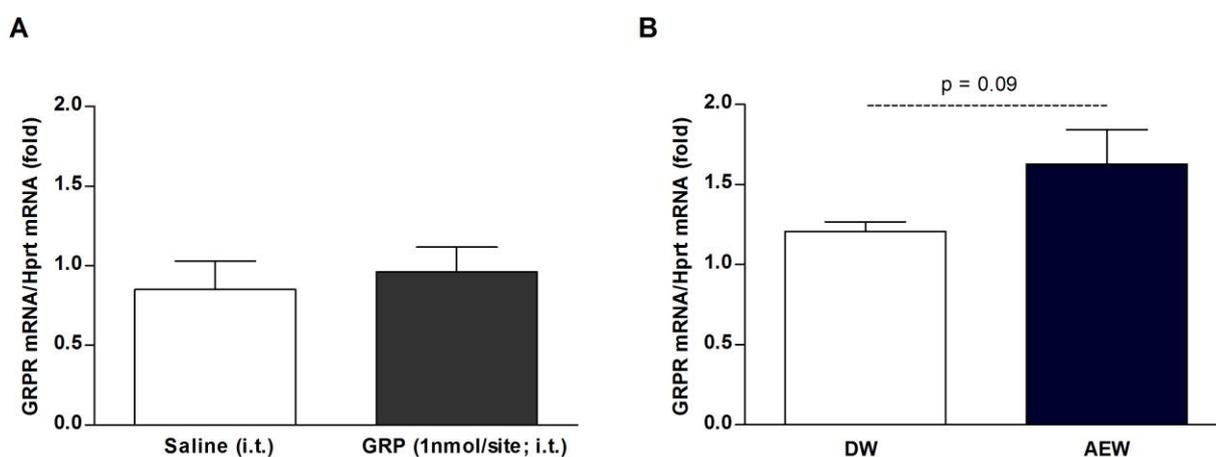 A
GRPR mRNA/Hprt mRNA (fold)
2.0
1.5
1.0
0.5
0.0
Saline (i.t.)
GRP (1nmol/site; i.t.)
B
p = 0.09
GRPR mRNA/Hprt mRNA (fold)
2.0
1.5
1.0
0.5
0.0
DW
AEW